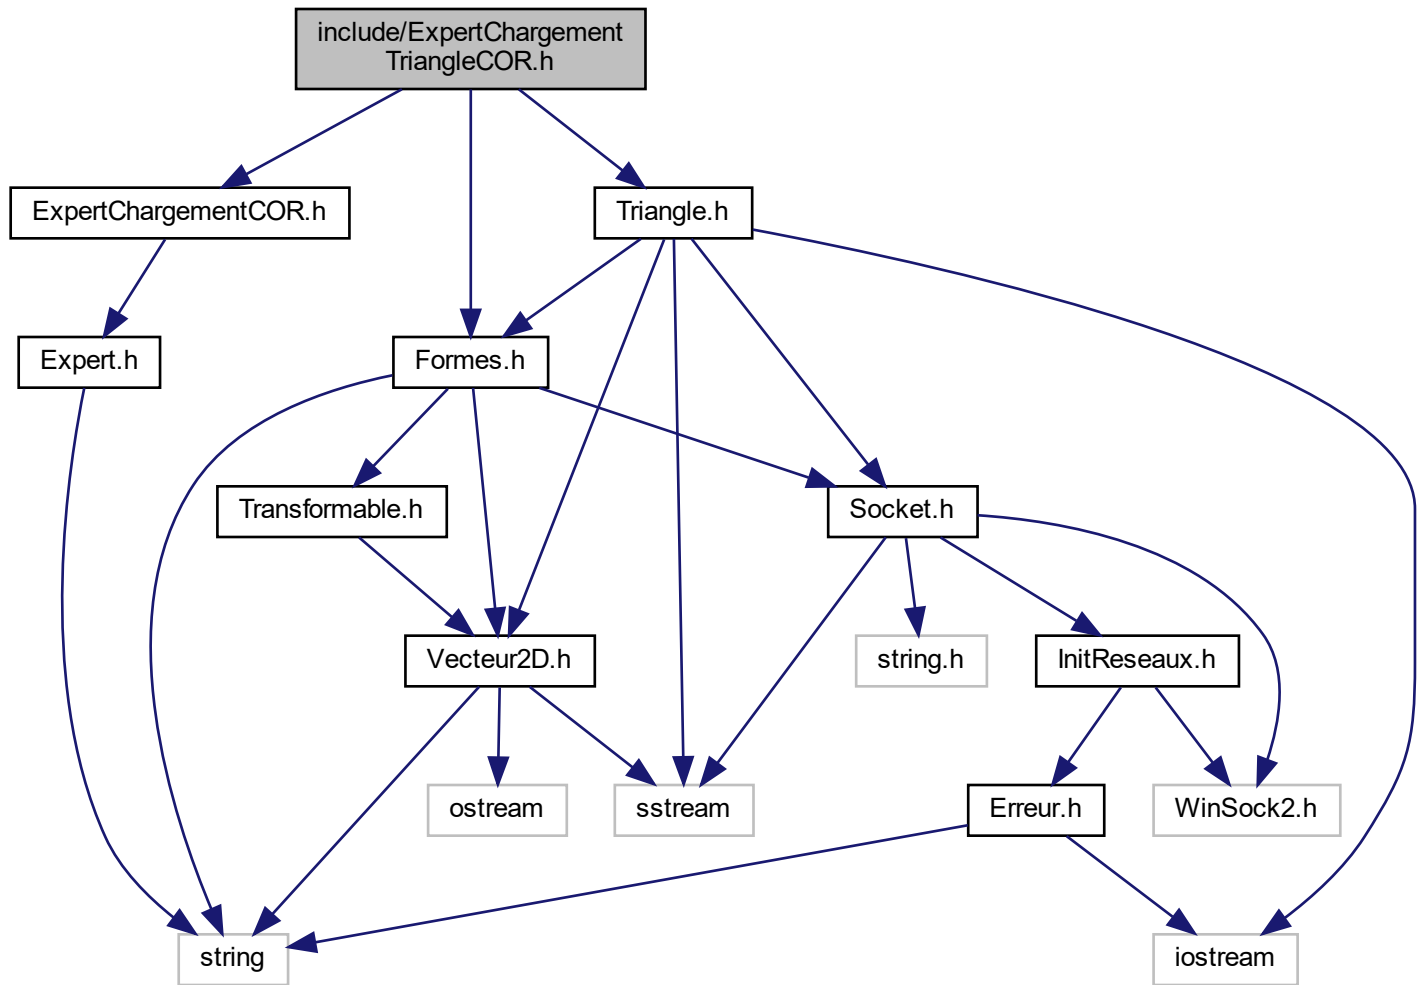 include/ExpertChargement
TriangleCOR.h
ExpertChargementCOR.h
Triangle.h
Expert.h
Formes.h
Transformable.h
Socket.h
Vecteur2D.h
string.h
InitReseaux.h
ostream
sstream
Erreur.h
WinSock2.h
string
iostream